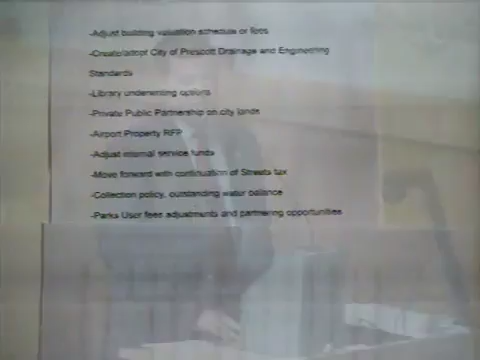 -Adjust building valuation schedule or fees
-Create/adopt City of Prescott Drainage and Engineering
Standards
-Library underwriting options
-Private Public Partnership on city lands
-Airport Property RFP
-Adjust internal service funds
-Move forward with continuation of Streets tax
-Collection policy, outstanding water balance
-Parks User fees adjustments and partnering opportunities